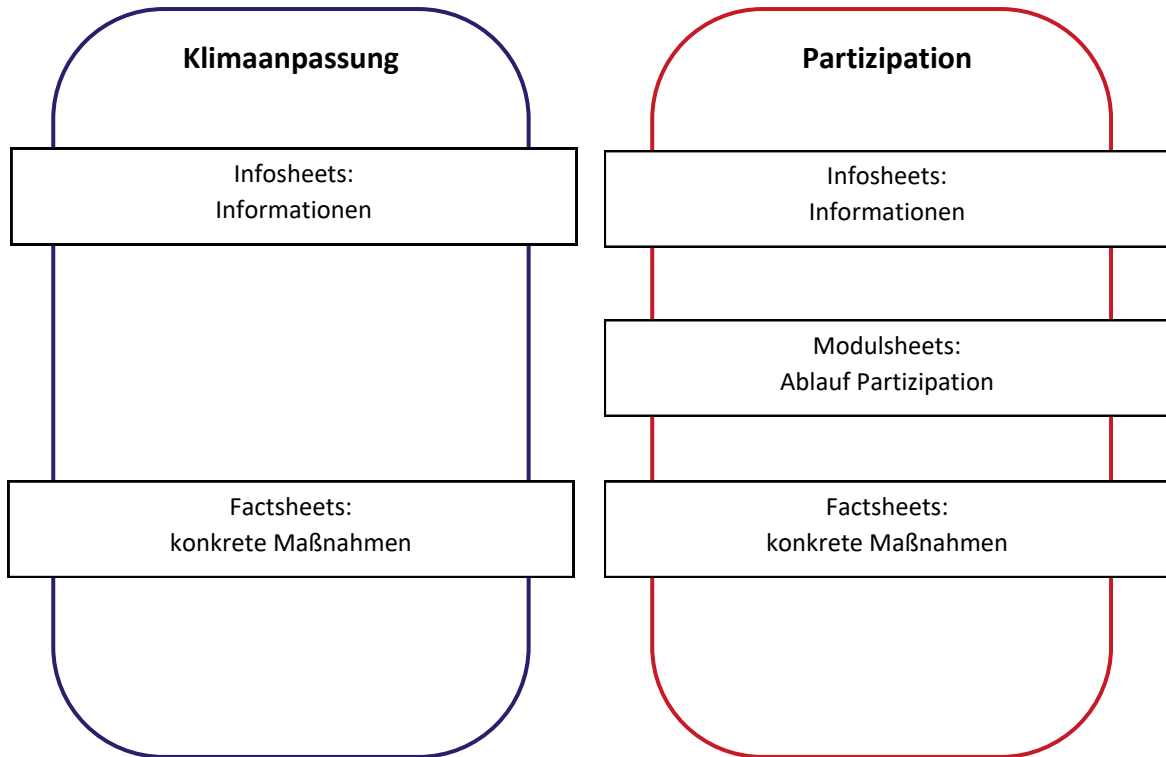 Klimaanpassung
Infosheets:
Informationen
Factsheets:
konkrete Maßnahmen
Partizipation
Infosheets:
Informationen
Modulsheets:
Ablauf Partizipation
Factsheets:
konkrete Maßnahmen